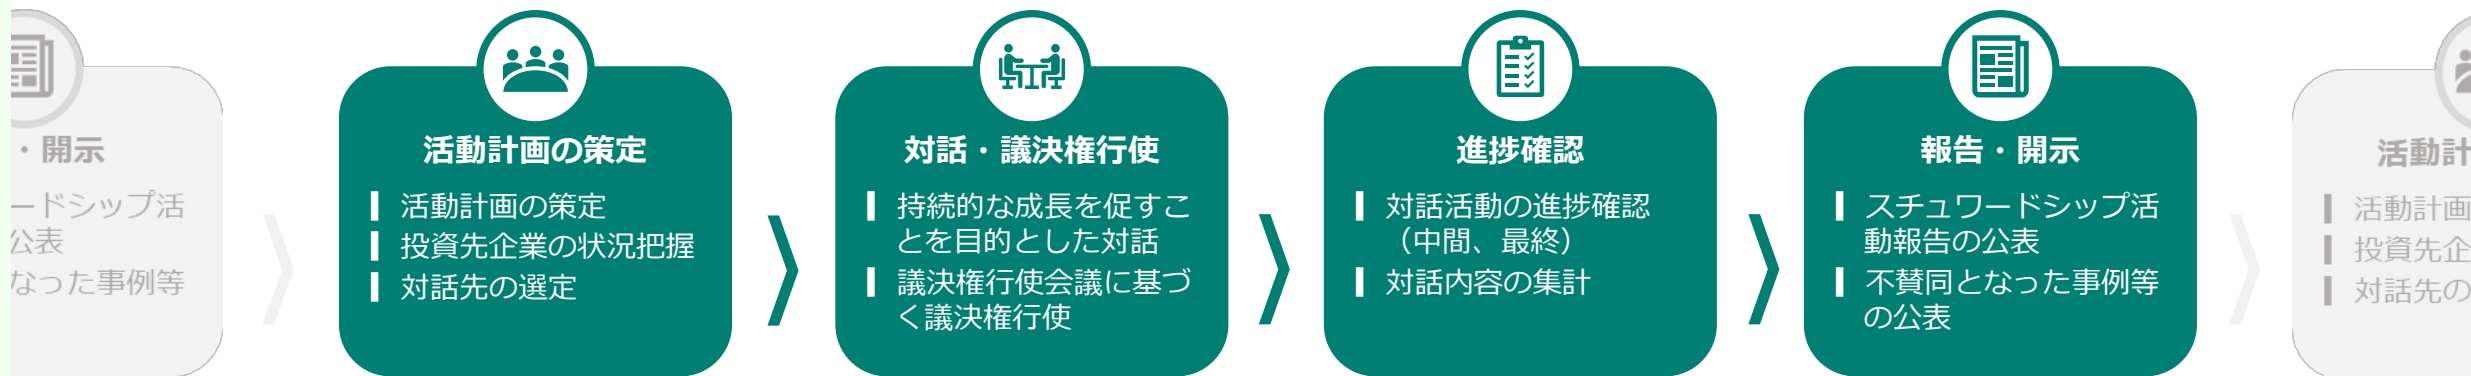 ・開示
ードシップ活
公表
なった事例等
活動計画の策定
活動計画の策定
投資先企業の状況把握
対話先の選定
対話・議決権行使
持続的な成長を促すこ
とを目的とした対話
議決権行使会議に基づ
く議決権行使
進捗確認
対話活動の進捗確認
（中間、最終）
対話内容の集計
報告・開示
スチュワードシップ活
動報告の公表
不賛同となった事例等
の公表
活動計
活動計画
投資先企
対話先の